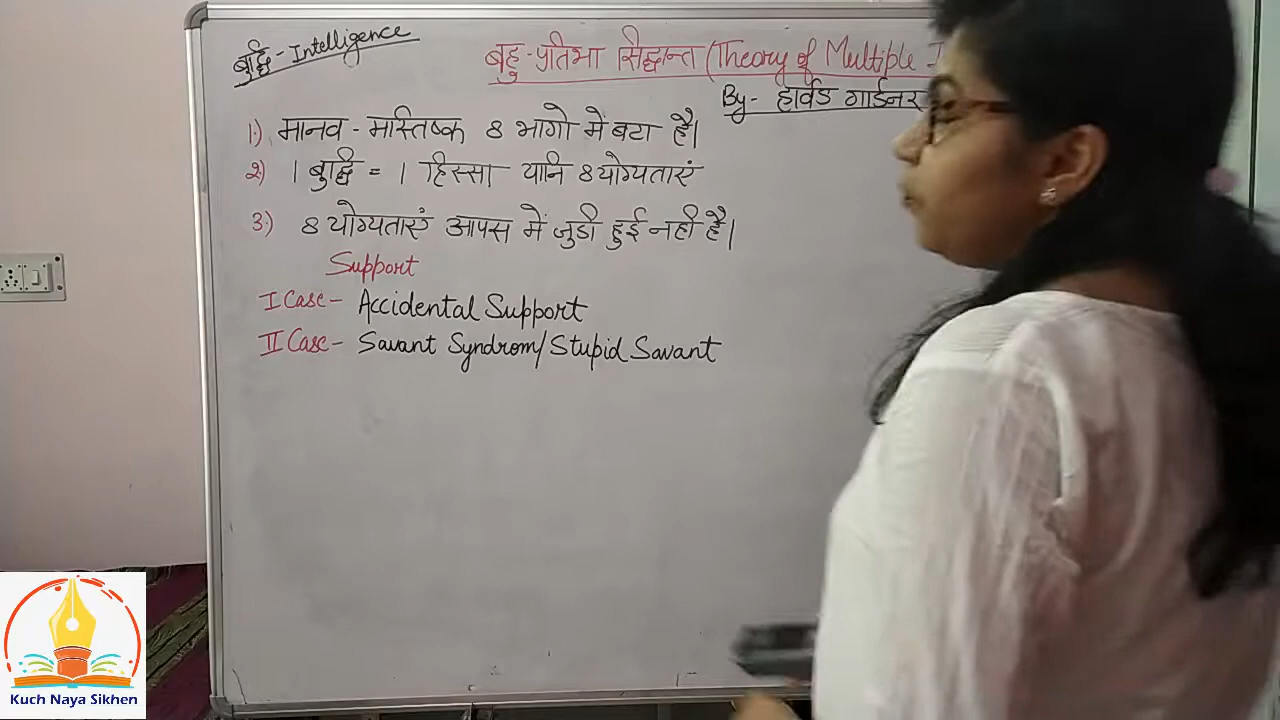 बुद्धि - Intelligence
बहु-प्रतिभा सिद्धान्त (Theory of Multiple
By- हार्वड गार्डनर
1.) मानव - मस्तिष्क 8 भागो में बटा है।
2.) 1 बुद्धि = 1 हिस्सा यानि 8 योग्यताएं
3.) 8 योग्यताएं आपस में जुडी हुई नही है।
Support
I Case - Accidental Support
II Case - Savant Syndrom/Stupid Savant
Kuch Naya Sikhen